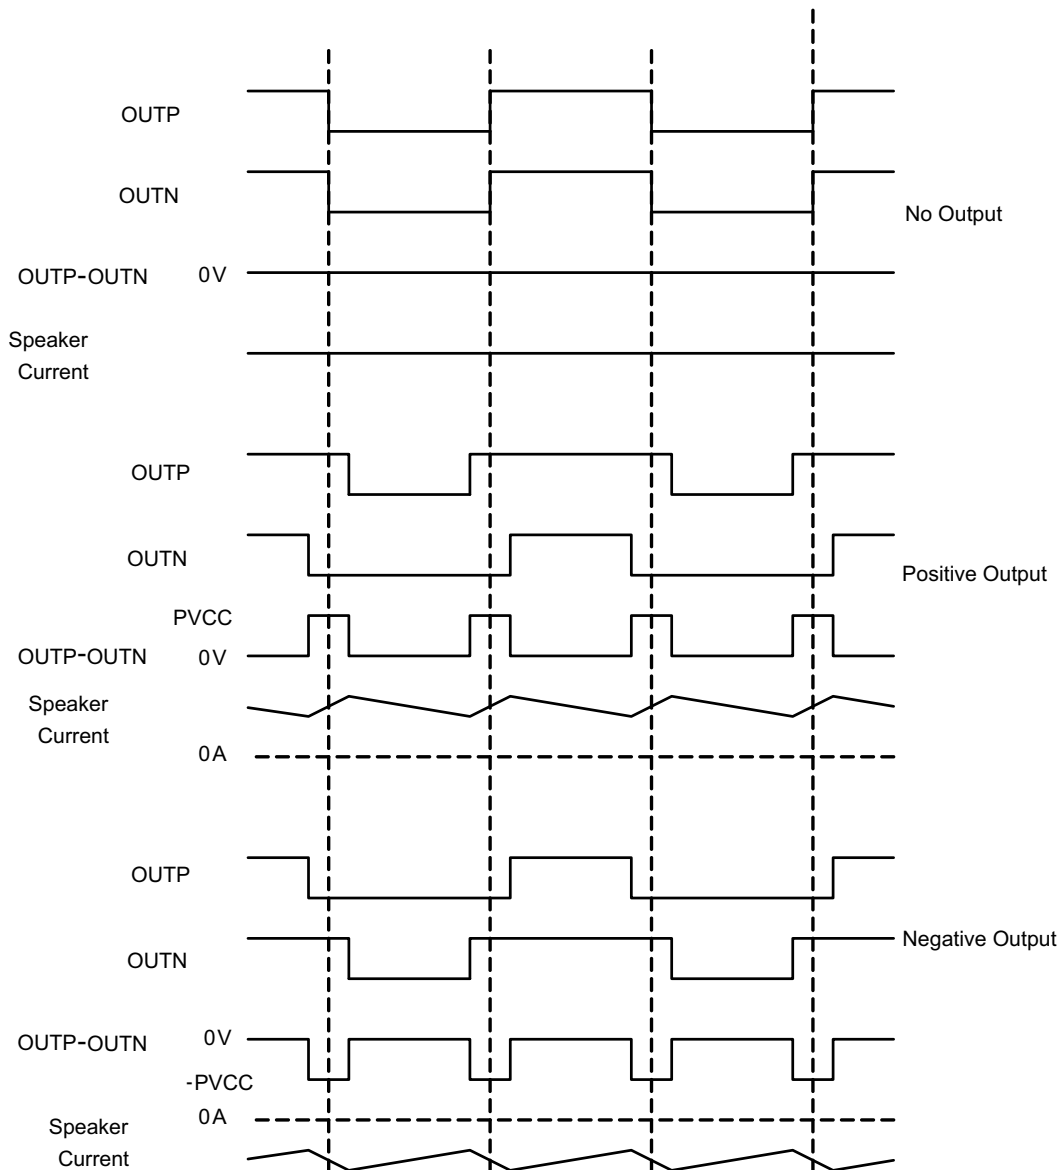 OUTP
OUTN
No Output
OUTP-OUTN 0V
Speaker
Current
OUTP
OUTN
Positive Output
PVCC
OUTP-OUTN 0V
Speaker
Current
0A
OUTP
Negative Output
OUTN
OUTP-OUTN 0V
-PVCC
0A
Speaker
Current